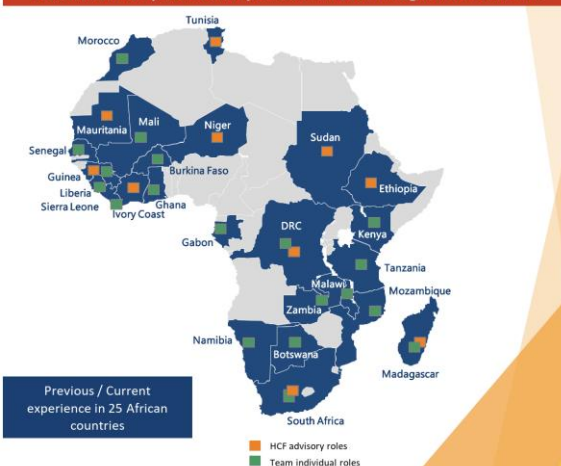 Tunisia
Morocco
Mauritania
Mali
Niger
Sudan
Senegal
Burkina Faso
Ethiopia
Guinea
Liberia
Sierra Leone
Ivory Coast
Ghana
Gabon
DRC
Kenya
Tanzania
Malawi
Mozambique
Zambia
Namibia
Botswana
Madagascar
Previous / Current
experience in 25 African
countries
South Africa
HCF advisory roles
Team individual roles